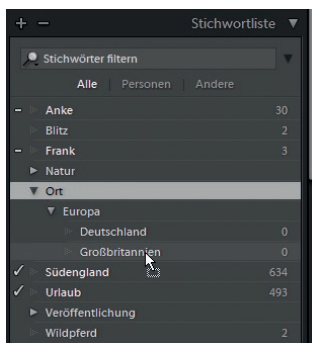 + − Stichwortliste ▼
Stichwörter filtern
Alle | Personen | Andere
Anke 30
Blitz 2
Frank 3
Natur
Ort
Europa
Deutschland 0
Großbritannien 0
Südengland 634
Urlaub 493
Veröffentlichung
Wildpferd 2